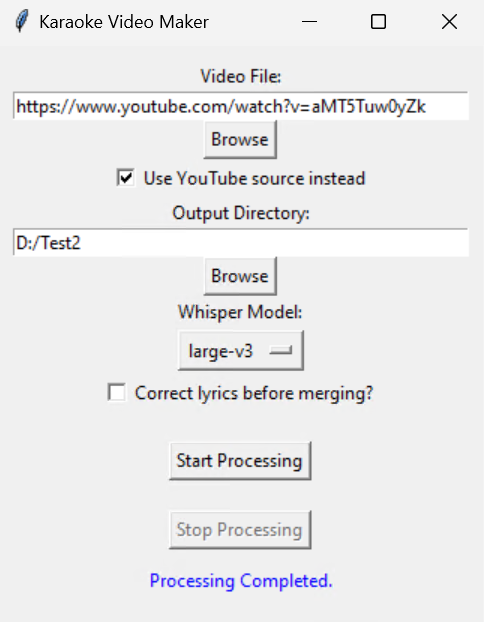 Karaoke Video Maker
Video File:
https://www.youtube.com/watch?v=aMT5Tuw0yZk
Browse
Use YouTube source instead
Output Directory:
D:/Test2
Browse
Whisper Model:
large-v3
Correct lyrics before merging?
Start Processing
Stop Processing
Processing Completed.